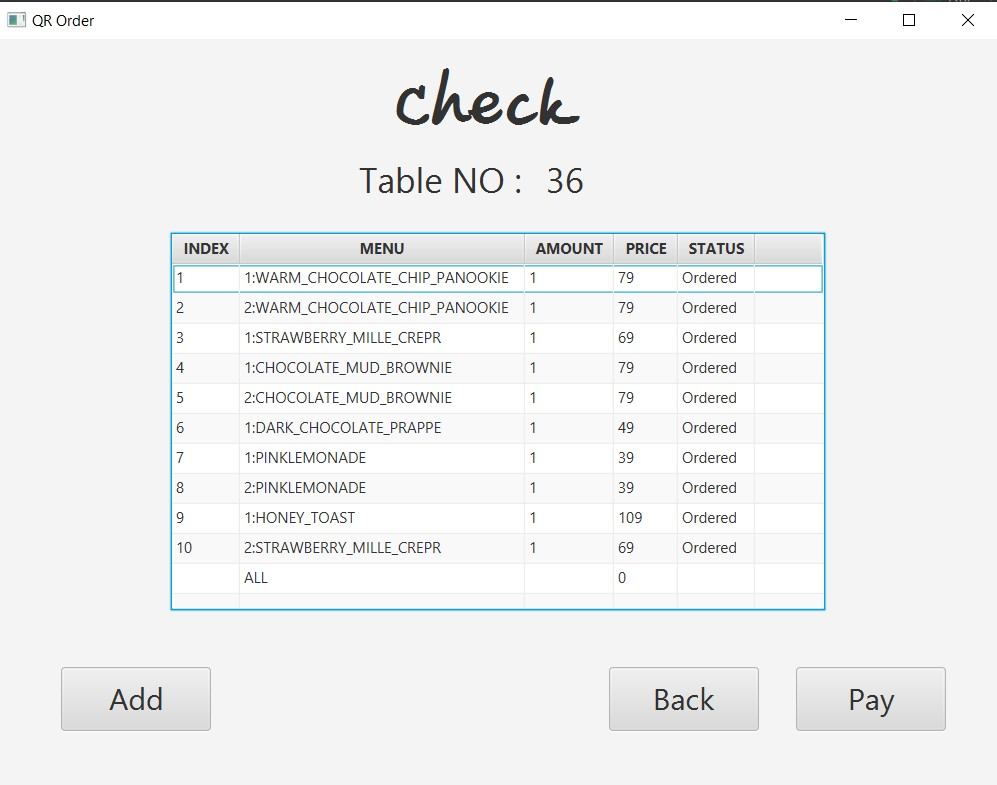 QR Order
Check
Table NO : 36
INDEX MENU AMOUNT PRICE STATUS
1 1:WARM_CHOCOLATE_CHIP_PANOOKIE 1 79 Ordered
2 2:WARM_CHOCOLATE_CHIP_PANOOKIE 1 79 Ordered
3 1:STRAWBERRY_MILLE_CREPR 1 69 Ordered
4 1:CHOCOLATE_MUD_BROWNIE 1 79 Ordered
5 2:CHOCOLATE_MUD_BROWNIE 1 79 Ordered
6 1:DARK_CHOCOLATE_PRAPPE 1 49 Ordered
7 1:PINKLEMONADE 1 39 Ordered
8 2:PINKLEMONADE 1 39 Ordered
9 1:HONEY_TOAST 1 109 Ordered
10 2:STRAWBERRY_MILLE_CREPR 1 69 Ordered
ALL 0
Add Back Pay